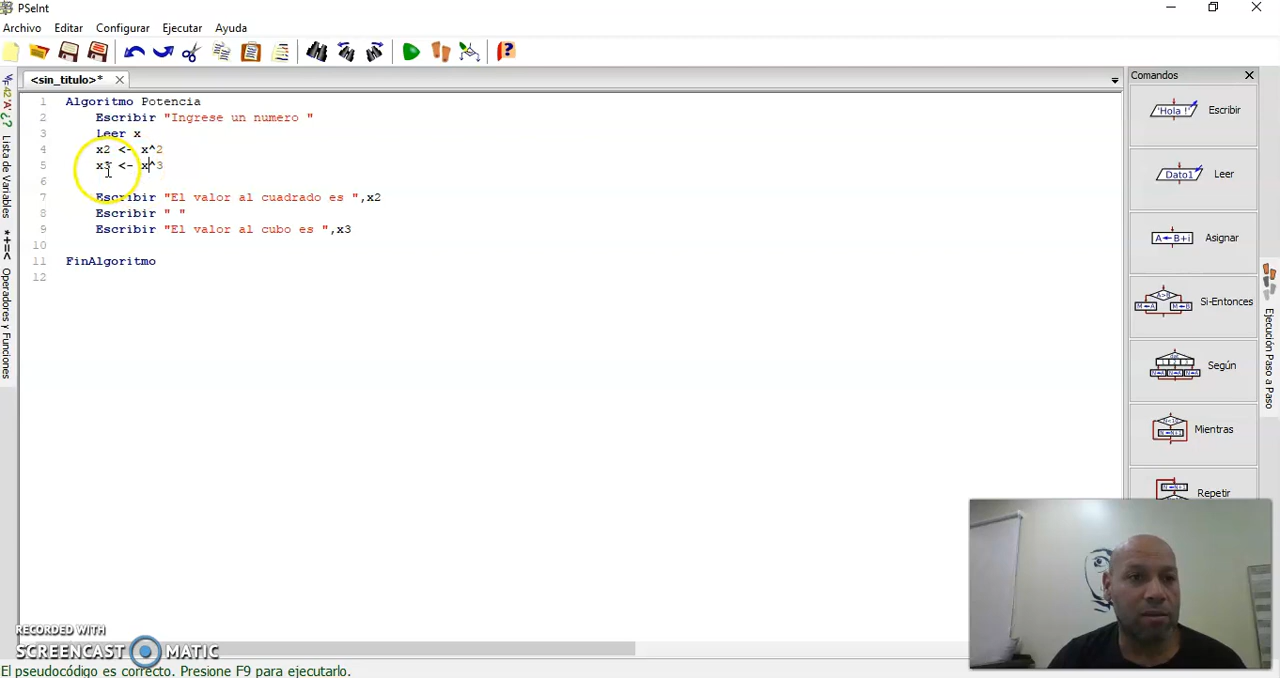 PSeInt
Archivo Editar Configurar Ejecutar Ayuda
<sin_titulo>*
Comandos
1 Algoritmo Potencia
2 Escribir "Ingrese un numero "
3 Leer x
4 x2 <- x^2
5 x3 <- x^3
6
7 Escribir "El valor al cuadrado es ",x2
8 Escribir " "
9 Escribir "El valor al cubo es ",x3
10
11 FinAlgoritmo
12
Lista de Variables
Operadores y Funciones
'Hola !' Escribir
Dato1 Leer
A←B+i Asignar
A>B Si-Entonces
Según
Mientras
Repetir
Ejecución Paso a Paso
RECORDED WITH
SCREENCAST MATIC
El pseudocódigo es correcto. Presione F9 para ejecutarlo.